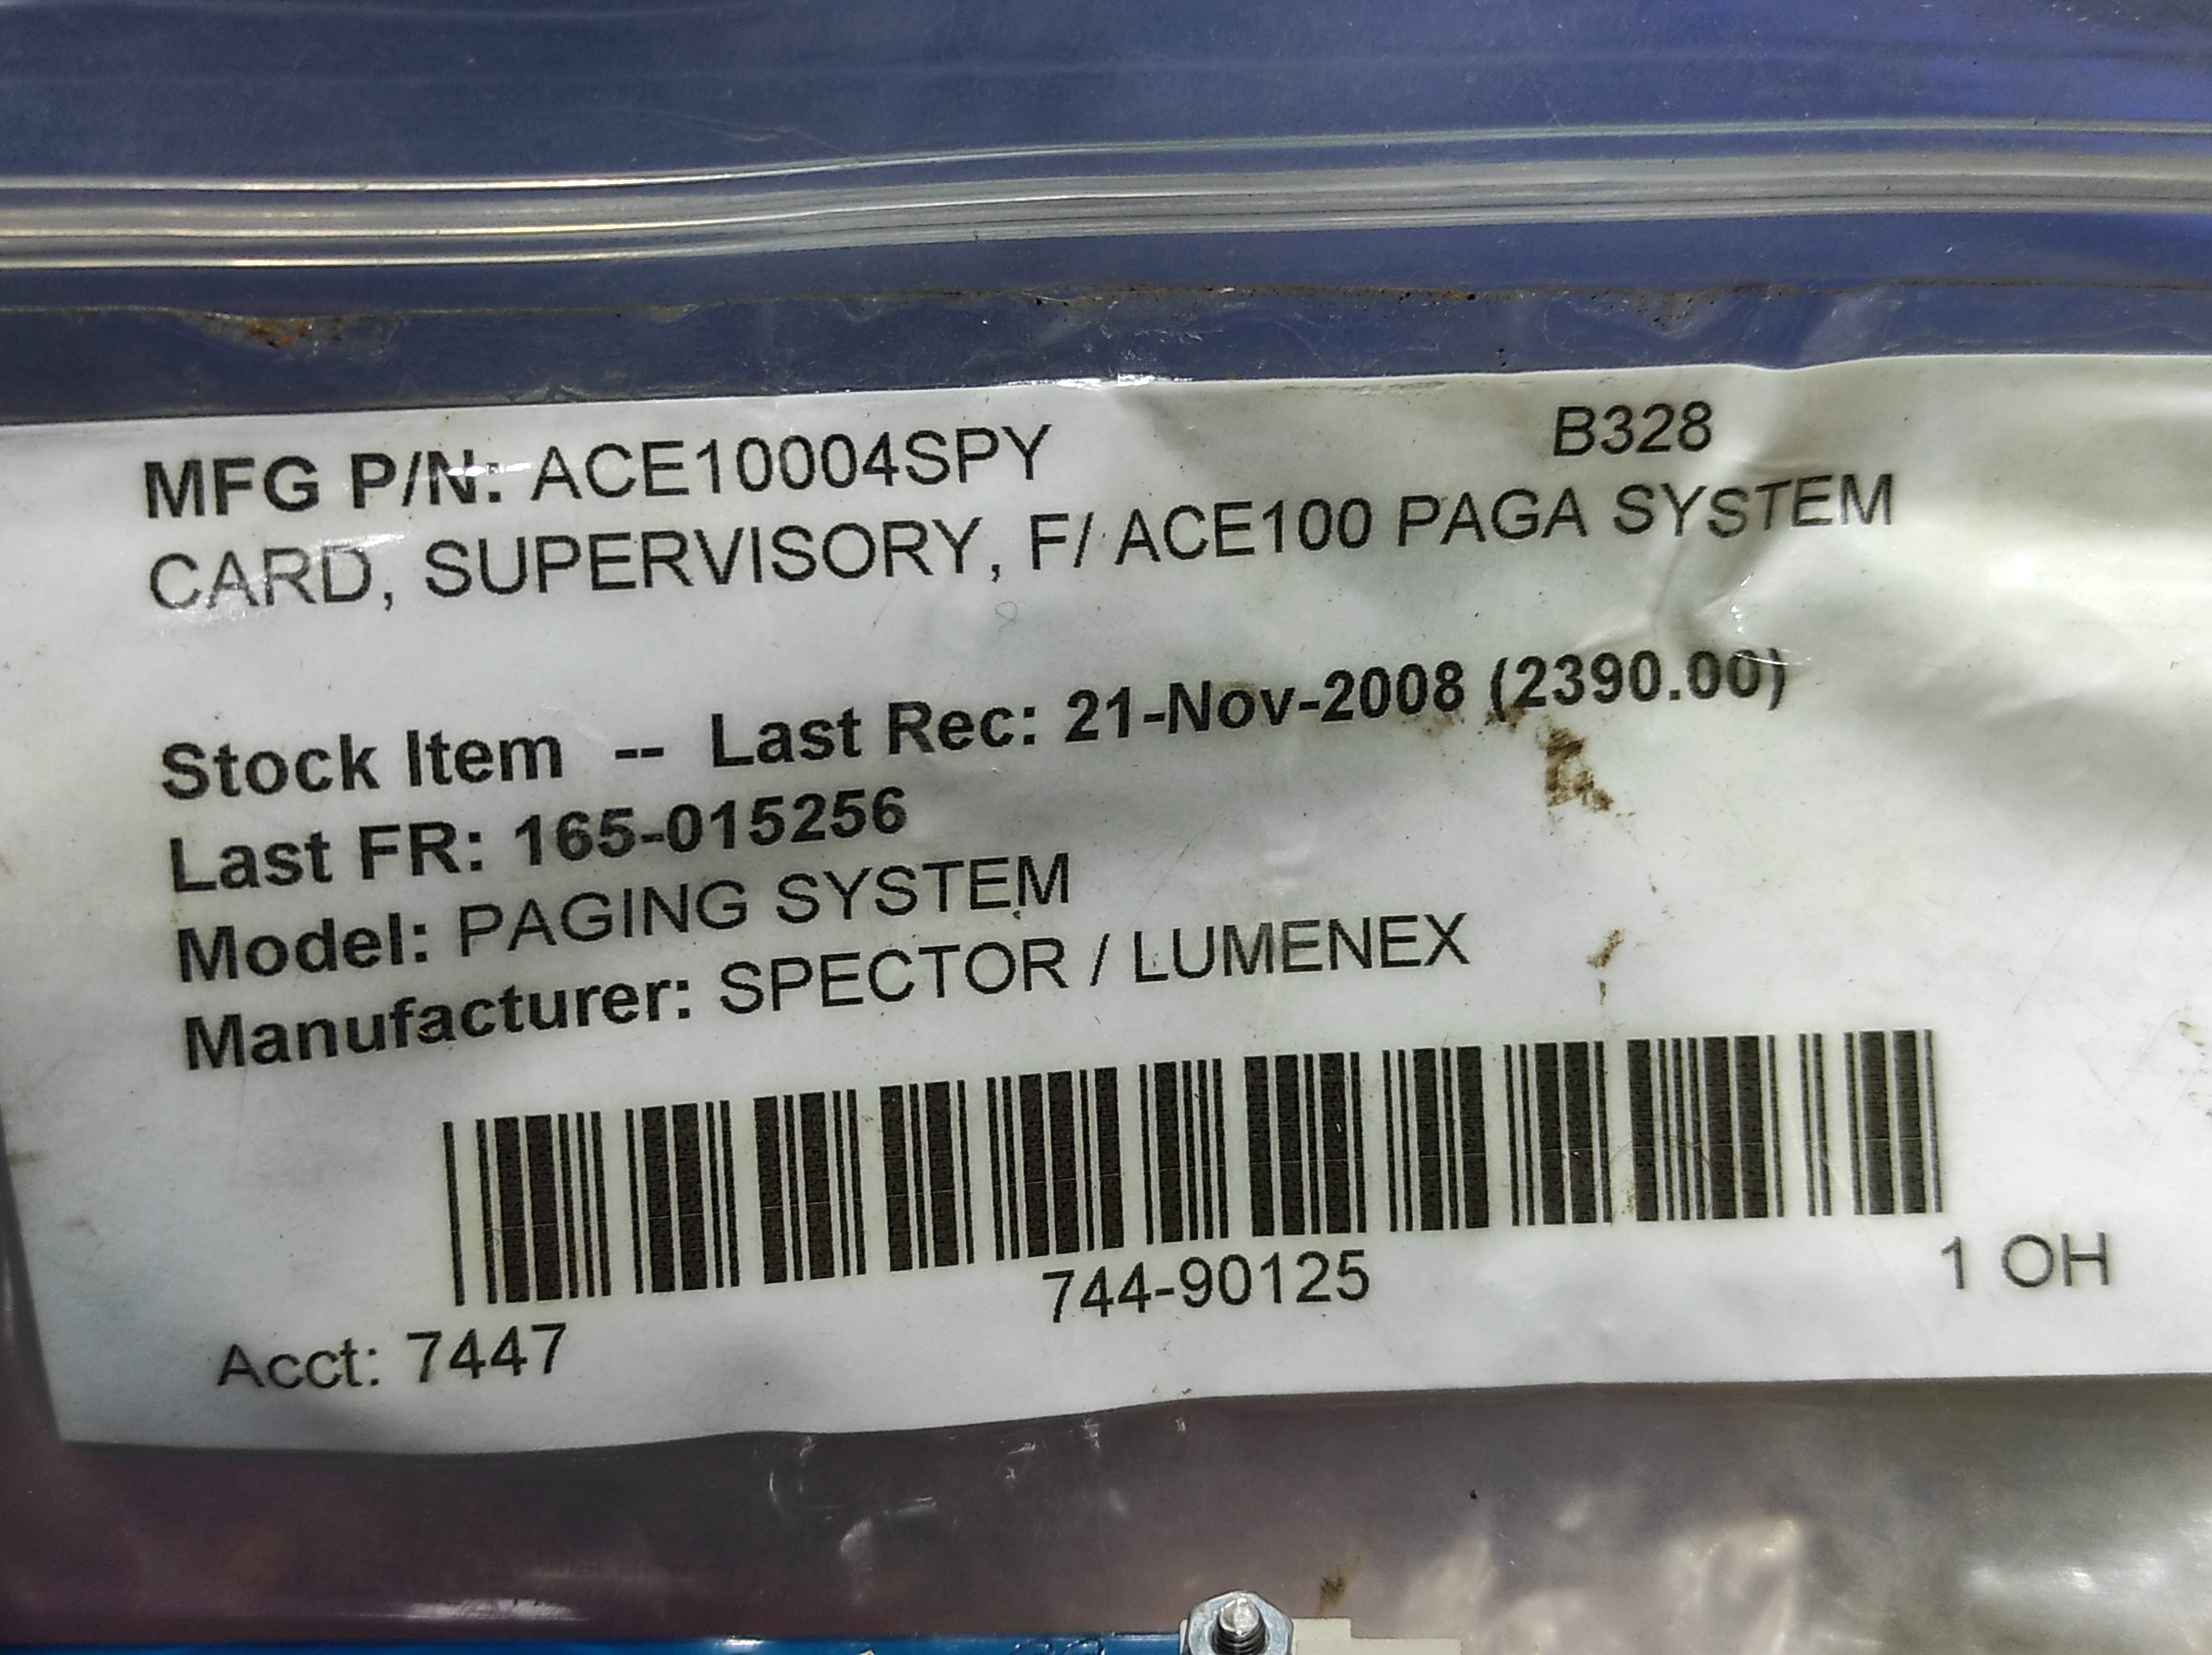 MFG P/N: ACE10004SPY B328
CARD, SUPERVISORY, F/ ACE100 PAGA SYSTEM
Stock Item -- Last Rec: 21-Nov-2008 (2390.00)
Last FR: 165-015256
Model: PAGING SYSTEM
Manufacturer: SPECTOR / LUMENEX
744-90125 1 OH
Acct: 7447